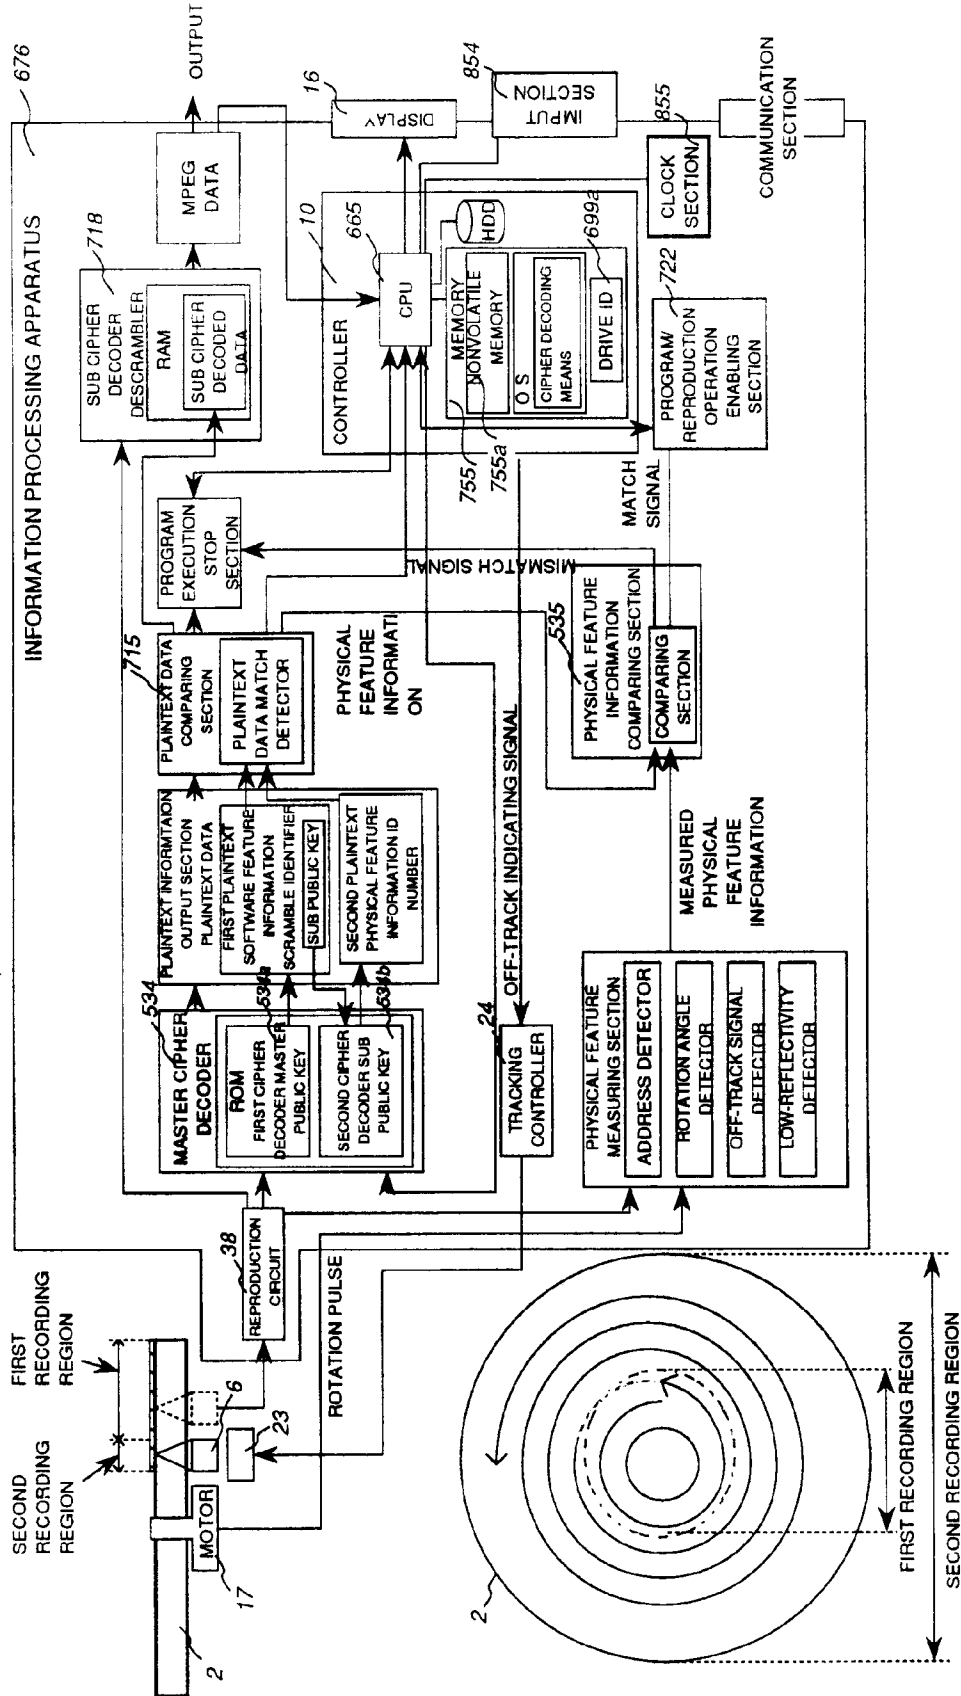 INFORMATION PROCESSING APPARATUS
676
SECOND
RECORDING
REGION
FIRST
RECORDING
REGION
2
MOTOR
17
6
23
38
REPRODUCTION
CIRCUIT
ROTATION PULSE
534
MASTER CIPHER
DECODER
ROM
FIRST CIPHER
DECODER MASTER
PUBLIC KEY
534a
SECOND CIPHER
DECODER SUB
PUBLIC KEY
534b
PLAINTEXT INFORMTAION
OUTPUT SECTION
PLAINTEXT DATA
FIRST PLAINTEXT
SOFTWARE FEATURE
INFORMATION
SCRAMBLE IDENTIFIER
SUB PUBLIC KEY
SECOND PLAINTEXT
PHYSICAL FEATURE
INFORMATION ID
NUMBER
715
PLAINTEXT DATA
COMPARING
SECTION
PLAINTEXT
DATA MATCH
DETECTOR
PHYSICAL
FEATURE
INFORMATI
ON
PROGRAM
EXECUTION
STOP
SECTION
718
SUB CIPHER
DECODER
DESCRAMBLER
RAM
SUB CIPHER
DECODED
DATA
MPEG
DATA
OUTPUT
10
CONTROLLER
665
CPU
755
MEMORY
NONVOLATILE
MEMORY
755a
O S
CIPHER DECODING
MEANS
DRIVE ID
699a
HDD
16
DISPLAY
854
IMPUT
SECTION
CLOCK
SECTION
855
COMMUNICATION
SECTION
OFF-TRACK INDICATING SIGNAL
24
TRACKING
CONTROLLER
MISMATCH SIGNAL
MATCH
SIGNAL
722
PROGRAM/
REPRODUCTION
OPERATION
ENABLING
SECTION
535
PHYSICAL FEATURE
INFORMATION
COMPARING SECTION
COMPARING
SECTION
MEASURED
PHYSICAL
FEATURE
INFORMATION
PHYSICAL FEATURE
MEASURING SECTION
ADDRESS DETECTOR
ROTATION ANGLE
DETECTOR
OFF-TRACK SIGNAL
DETECTOR
LOW-REFLECTIVITY
DETECTOR
2
FIRST RECORDING REGION
SECOND RECORDING REGION